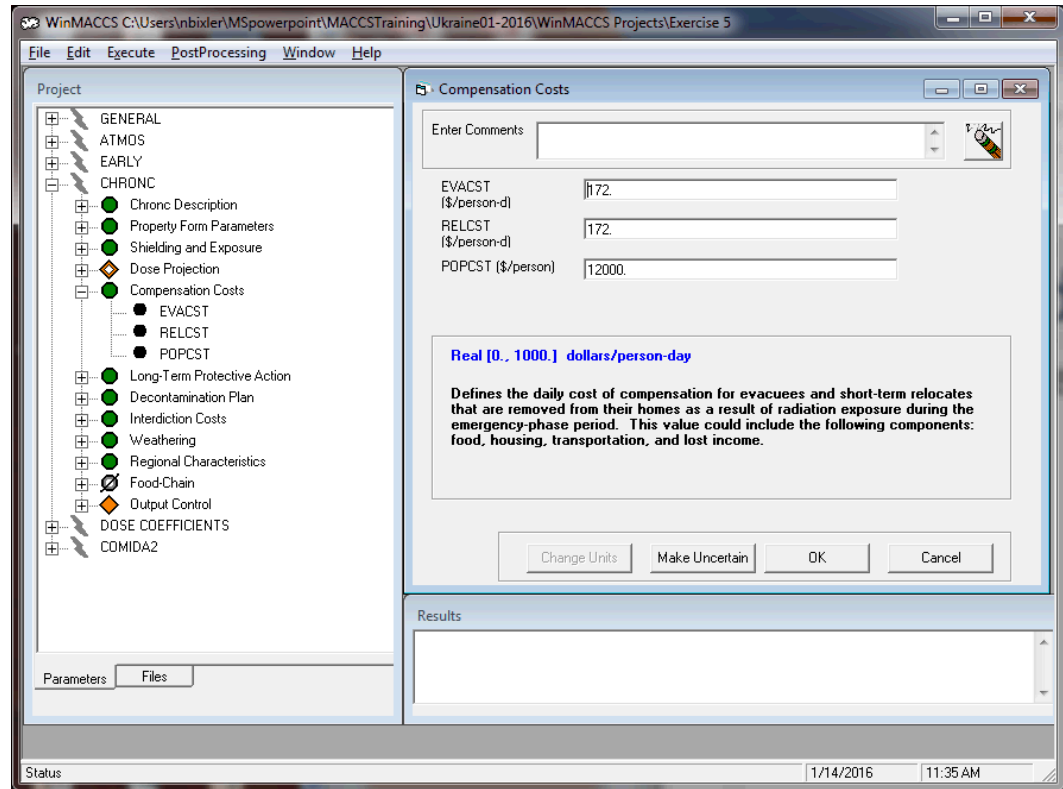 WinMACCS C:\Users\nbixler\MSpowerpoint\MACCSTraining\Ukraine01-2016\WinMACCS Projects\Exercise 5
File Edit Execute PostProcessing Window Help
Project
GENERAL
ATMOS
EARLY
CHRONC
Chronc Description
Property Form Parameters
Shielding and Exposure
Dose Projection
Compensation Costs
EVACST
RELCST
POPCST
Long-Term Protective Action
Decontamination Plan
Interdiction Costs
Weathering
Regional Characteristics
Food-Chain
Output Control
DOSE COEFFICIENTS
COMIDA2
Parameters Files
Compensation Costs
Enter Comments
EVACST
($/person-d)
172.
RELCST
($/person-d)
172.
POPCST ($/person)
12000.
Real [0., 1000.] dollars/person-day
Defines the daily cost of compensation for evacuees and short-term relocates
that are removed from their homes as a result of radiation exposure during the
emergency-phase period. This value could include the following components:
food, housing, transportation, and lost income.
Change Units Make Uncertain OK Cancel
Results
Status 1/14/2016 11:35 AM